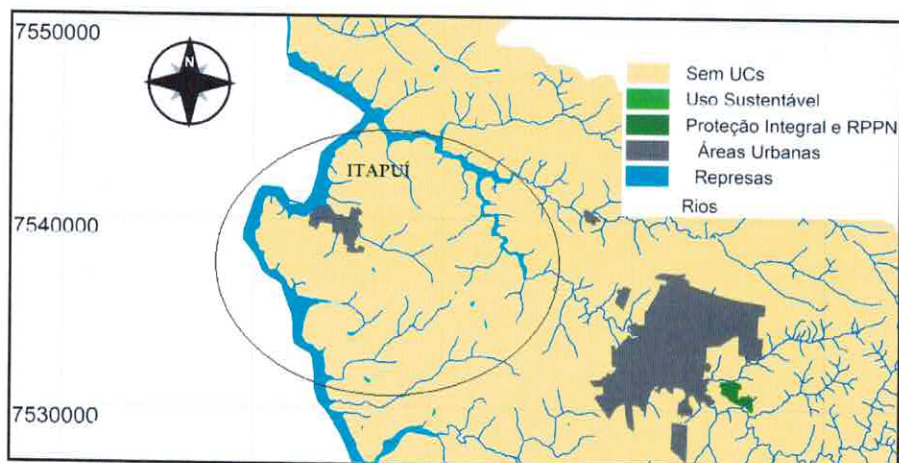 7550000
N
Sem UCs
Uso Sustentável
Proteção Integral e RPPN
Áreas Urbanas
Represas
Rios
ITAPUÍ
7540000
7530000